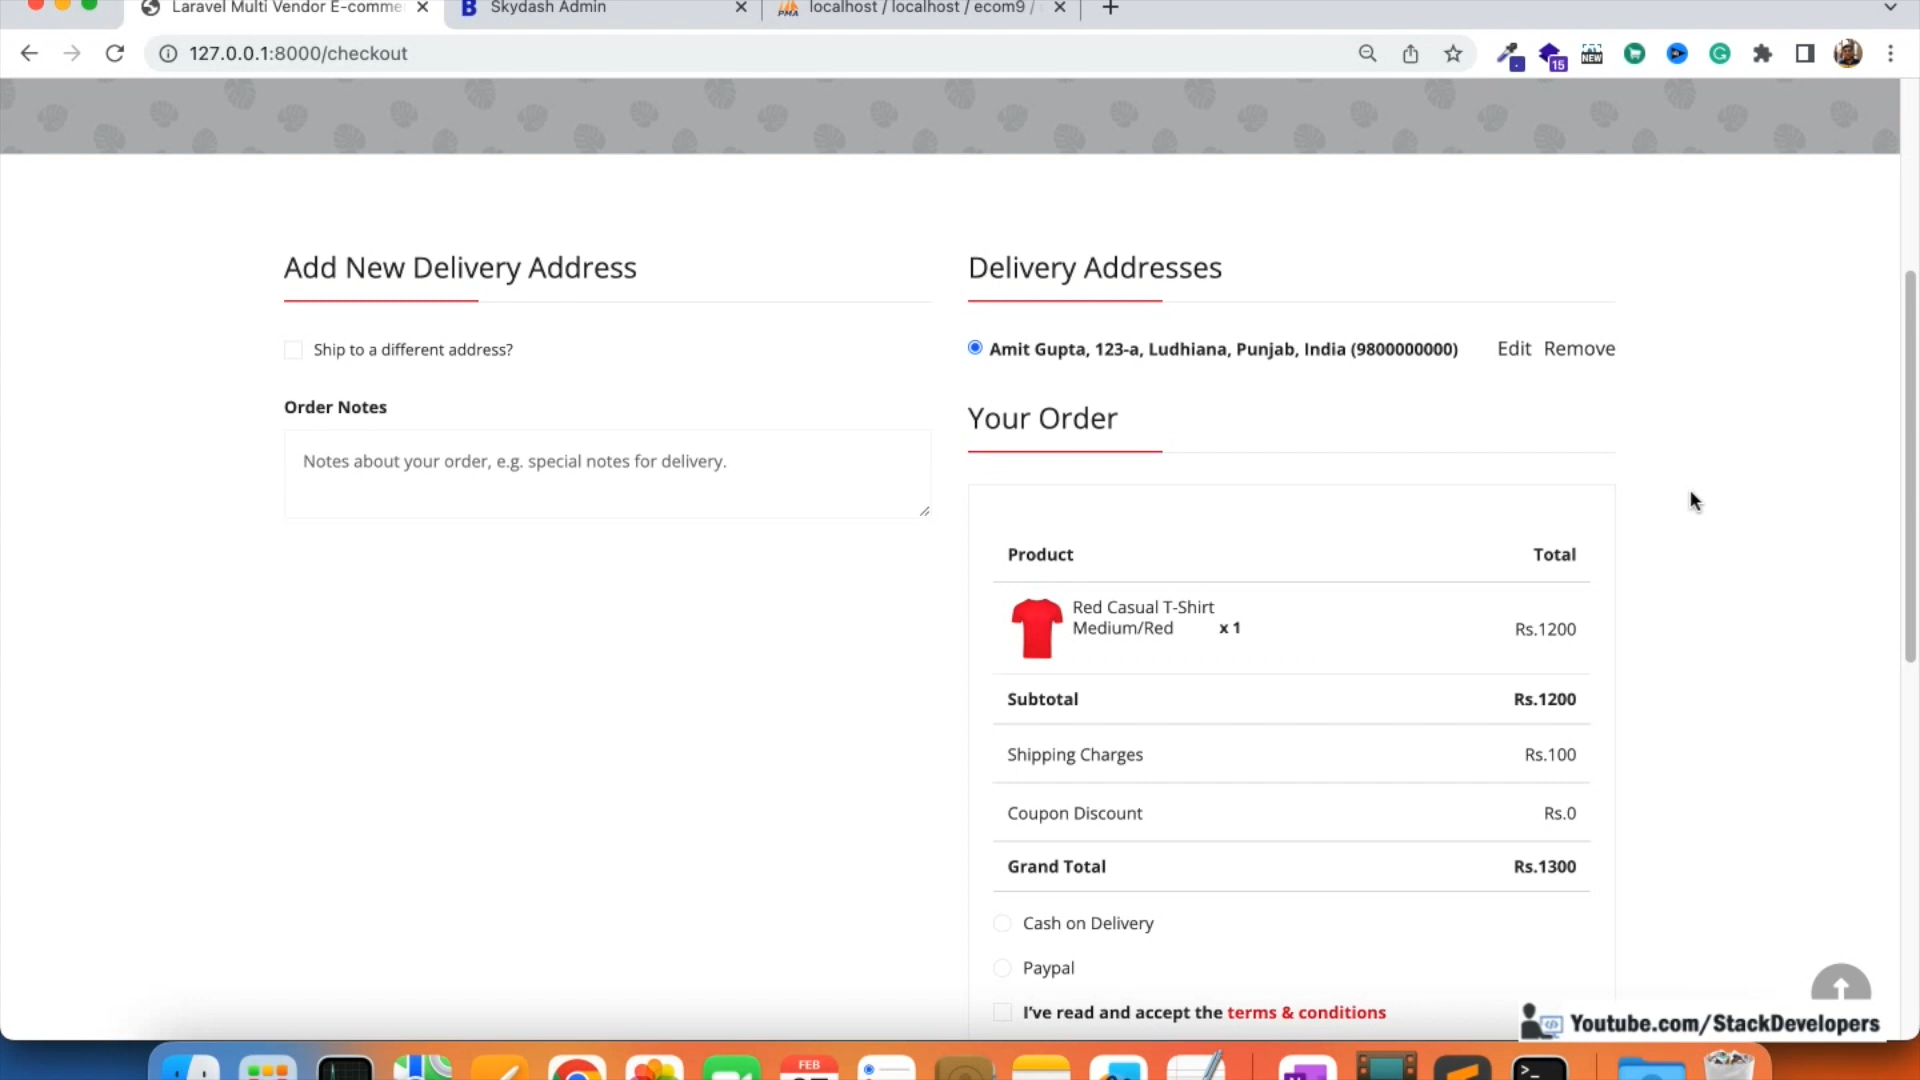 Laravel Multi Vendor E-comme
Skydash Admin
localhost / localhost / ecom9 /
127.0.0.1:8000/checkout
15
NEW
Add New Delivery Address
Ship to a different address?
Order Notes
Notes about your order, e.g. special notes for delivery.
Delivery Addresses
Amit Gupta, 123-a, Ludhiana, Punjab, India (9800000000) Edit Remove
Your Order
Product Total
Red Casual T-Shirt
Medium/Red x 1 Rs.1200
Subtotal Rs.1200
Shipping Charges Rs.100
Coupon Discount Rs.0
Grand Total Rs.1300
Cash on Delivery
Paypal
I've read and accept the terms & conditions
Youtube.com/StackDevelopers
FEB